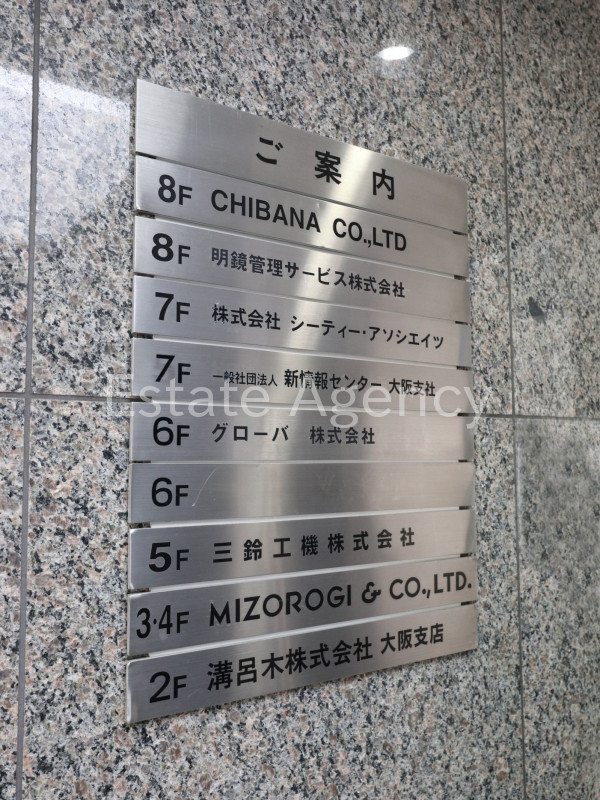 ご案内
8F CHIBANA CO.,LTD
8F 明鏡管理サービス株式会社
7F 株式会社 シーティー・アソシエイツ
7F 一般社団法人 新情報センター 大阪支社
Estate Agency
6F グローバ 株式会社
6F
5F 三鈴工機株式会社
3・4F MIZOROGI & CO.,LTD.
2F 溝呂木株式会社 大阪支店